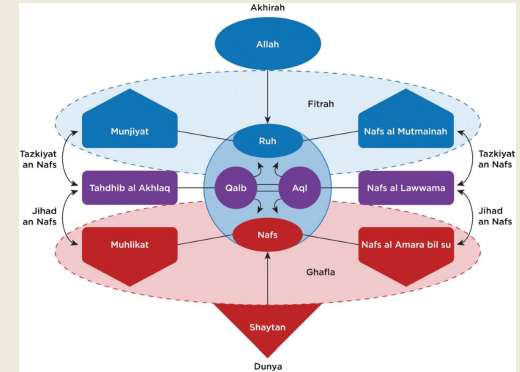 Akhirah
Allah
Fitrah
Munjiyat
Ruh
Nafs al Mutmainah
Tazkiyat
an Nafs
Tazkiyat
an Nafs
Tahdhib al Akhlaq
Qalb
Aql
Nafs al Lawwama
Jihad
an Nafs
Jihad
an Nafs
Muhlikat
Nafs
Nafs al Amara bil su
Ghafla
Shaytan
Dunya